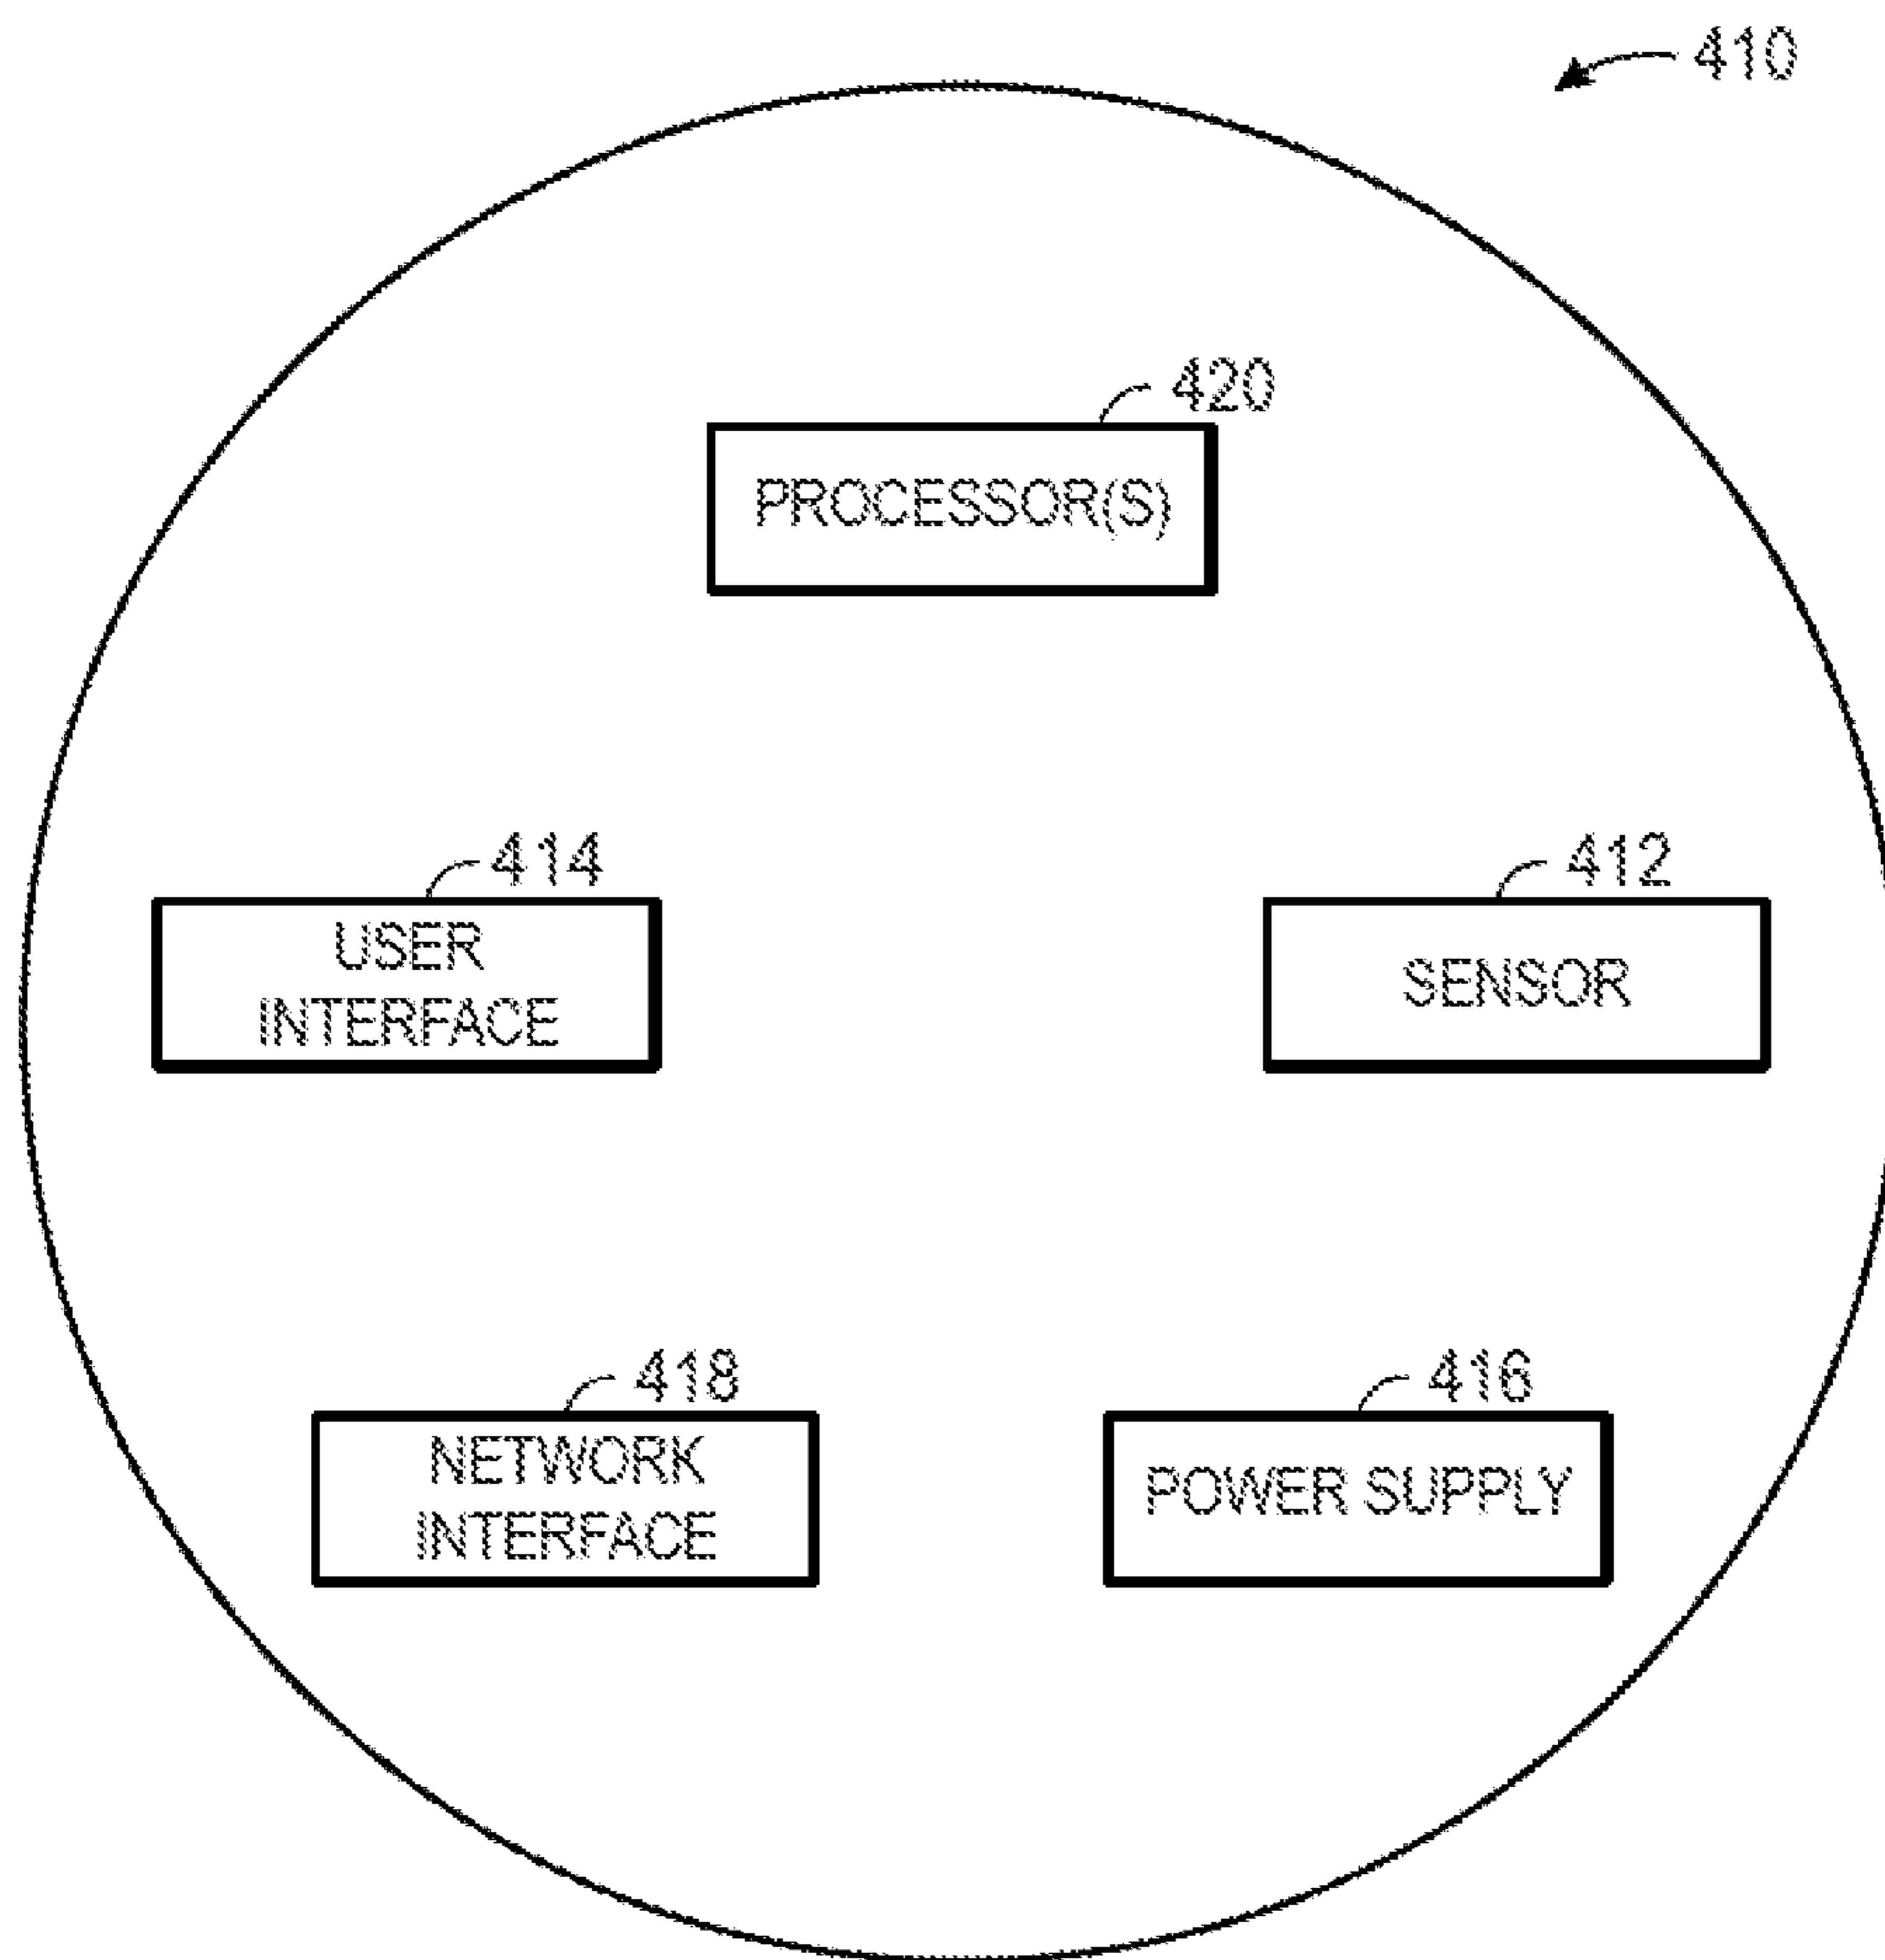 410
420
PROCESSOR(S)
414
USER
INTERFACE
412
SENSOR
418
NETWORK
INTERFACE
416
POWER SUPPLY